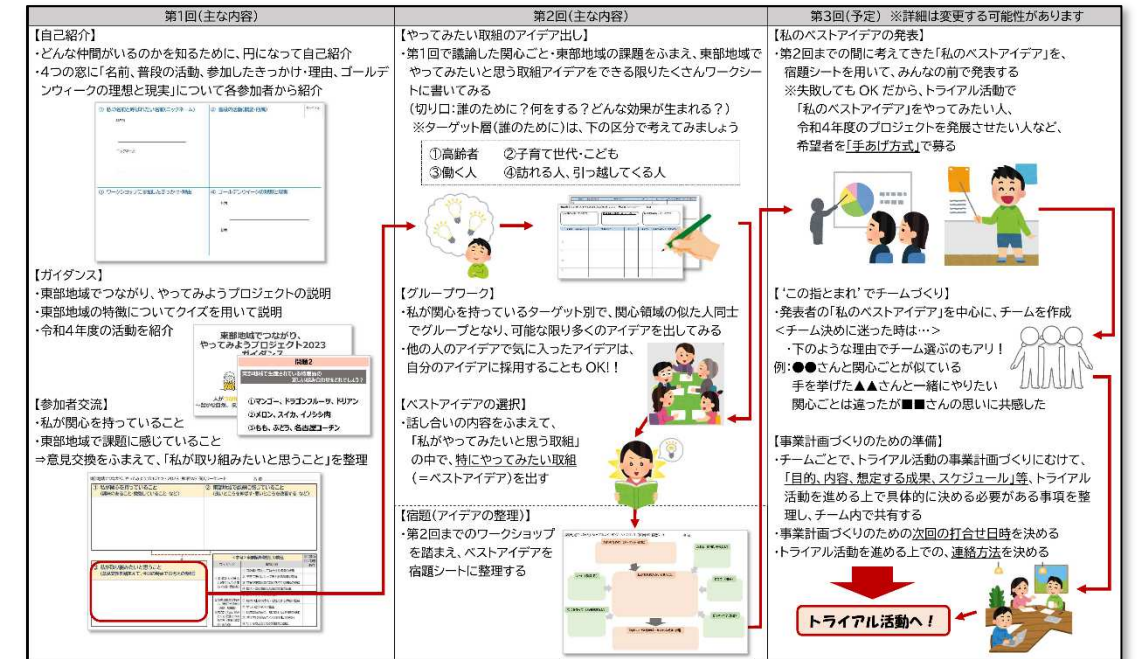 第1回(主な内容)
【自己紹介】
・どんな仲間がいるのかを知るために、円になって自己紹介
・4つの窓に「名前、普段の活動、参加したきっかけ・理由、ゴールデ
ンウィークの理想と現実」について各参加者から紹介
【ガイダンス】
・東部地域でつながり、やってみようプロジェクトの説明
・東部地域の特徴についてクイズを用いて説明
・令和4年度の活動を紹介
東部地域でつながり、
やってみようプロジェクト2023
ガイダンス
問題2
①マンゴー、ドラゴンフルーツ、ドリアン
②メロン、スイカ、イノシシ肉
③もも、ぶどう、名古屋コーチン
【参加者交流】
・私が関心を持っていること
・東部地域で課題に感じていること
⇒意見交換をふまえて、「私が取り組みたいと思うこと」を整理
① 私が関心を持っていること
② 東部地域で課題に感じていること
③ 私が取り組みたいと思うこと
第2回(主な内容)
【やってみたい取組のアイデア出し】
・第1回で議論した関心ごと・東部地域の課題をふまえ、東部地域で
やってみたいと思う取組アイデアをできる限りたくさんワークシー
トに書いてみる
(切り口:誰のために?何をする?どんな効果が生まれる?)
※ターゲット層(誰のために)は、下の区分で考えてみましょう
①高齢者 ②子育て世代・こども
③働く人 ④訪れる人、引っ越してくる人
【グループワーク】
・私が関心を持っているターゲット別で、関心領域の似た人同士
でグループとなり、可能な限り多くのアイデアを出してみる
・他の人のアイデアで気に入ったアイデアは、
自分のアイデアに採用することもOK!!
【ベストアイデアの選択】
・話し合いの内容をふまえて、
「私がやってみたいと思う取組」
の中で、特にやってみたい取組
(=ベストアイデア)を出す
【宿題(アイデアの整理)】
・第2回までのワークショップ
を踏まえ、ベストアイデアを
宿題シートに整理する
第3回(予定) ※詳細は変更する可能性があります
【私のベストアイデアの発表】
・第2回までの間に考えてきた「私のベストアイデア」を、
宿題シートを用いて、みんなの前で発表する
※失敗してもOKだから、トライアル活動で
「私のベストアイデア」をやってみたい人、
令和4年度のプロジェクトを発展させたい人など、
希望者を「手あげ方式」で募る
【‘この指とまれ’でチームづくり】
・発表者の「私のベストアイデア」を中心に、チームを作成
<チーム決めに迷った時は…>
・下のような理由でチーム選ぶのもアリ!
例:●●さんと関心ごとが似ている
手を挙げた▲▲さんと一緒にやりたい
関心ごとは違ったが■■さんの思いに共感した
【事業計画づくりのための準備】
・チームごとで、トライアル活動の事業計画づくりにむけて、
「目的、内容、想定する成果、スケジュール」等、トライアル
活動を進める上で具体的に決める必要がある事項を整
理し、チーム内で共有する
・事業計画づくりのための次回の打合せ日時を決める
・トライアル活動を進める上での、連絡方法を決める
トライアル活動へ!